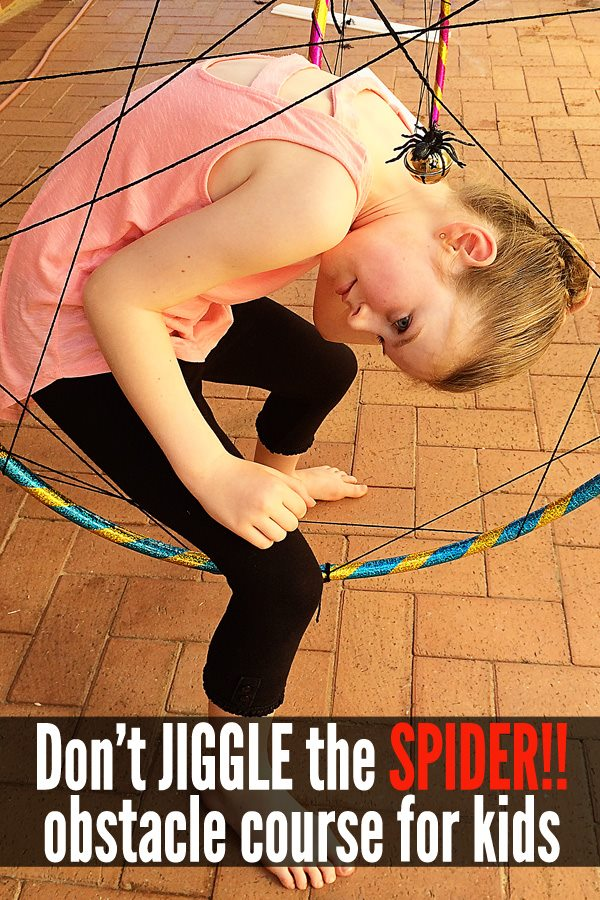 Don't JIGGLE the SPIDER!!
obstacle course for kids